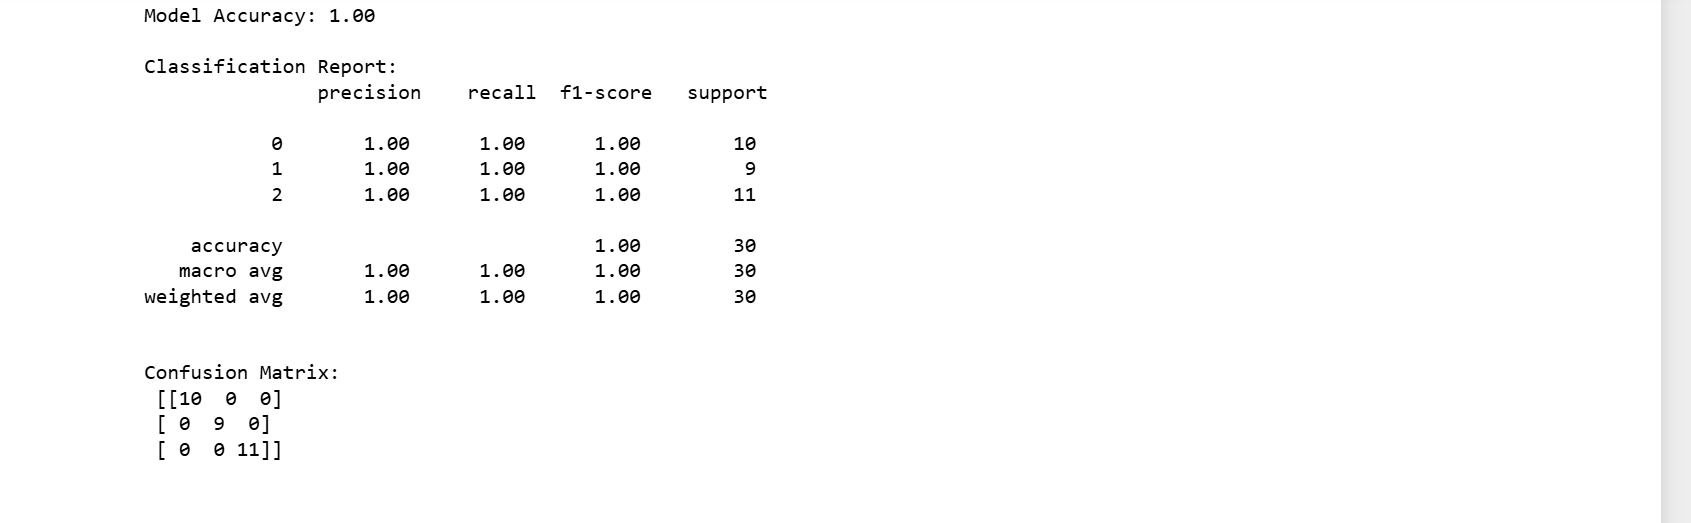 Model Accuracy: 1.00
Classification Report:
precision recall f1-score support
0 1.00 1.00 1.00 10
1 1.00 1.00 1.00 9
2 1.00 1.00 1.00 11
accuracy 1.00 30
macro avg 1.00 1.00 1.00 30
weighted avg 1.00 1.00 1.00 30
Confusion Matrix:
[[10 0 0]
[ 0 9 0]
[ 0 0 11]]